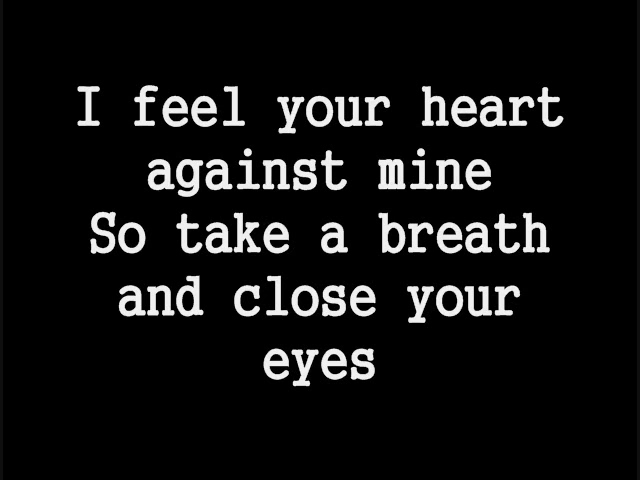 I feel your heart
against mine
So take a breath
and close your
eyes